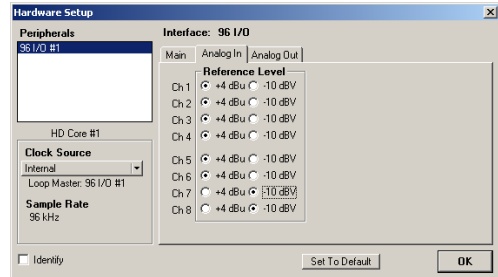 Hardware Setup
Peripherals
96 I/O #1
HD Core #1
Clock Source
Internal
Loop Master: 96 I/O #1
Sample Rate
96 kHz
Identify
Interface: 96 I/O
Main Analog In Analog Out
Reference Level
Ch 1 +4 dBu -10 dBV
Ch 2 +4 dBu -10 dBV
Ch 3 +4 dBu -10 dBV
Ch 4 +4 dBu -10 dBV
Ch 5 +4 dBu -10 dBV
Ch 6 +4 dBu -10 dBV
Ch 7 +4 dBu -10 dBV
Ch 8 +4 dBu -10 dBV
Set To Default
OK